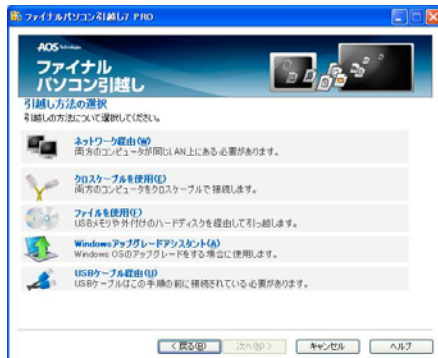 ファイナルパソコン引越し7 PRO
AOS Technologies
ファイナル
パソコン引越し
引越し方法の選択
引越しの方法について選択してください。
ネットワーク経由(W)
両方のコンピュータが同じLAN上にある必要があります。
クロスケーブルを使用(E)
両方のコンピュータをクロスケーブルで接続します。
ファイルを使用(F)
USBメモリや外付けのハードディスクを経由して引っ越します。
Windowsアップグレードアシスタント(A)
Windows OSのアップグレードをする場合に使用します。
USBケーブル経由(U)
USBケーブルはこの手順の前に接続されている必要があります。
< 戻る(B)
次へ(N) >
キャンセル
ヘルプ